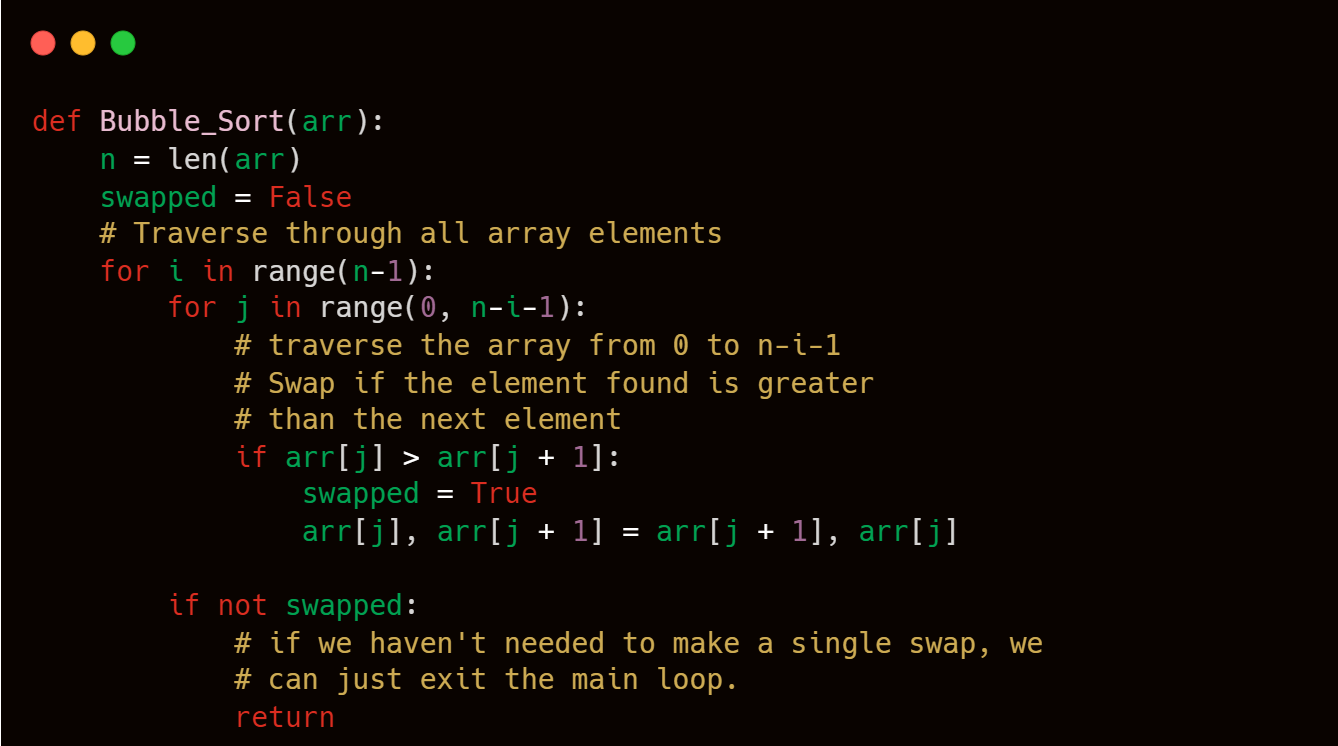 def Bubble_Sort(arr):
    n = len(arr)
    swapped = False
    # Traverse through all array elements
    for i in range(n-1):
        for j in range(0, n-i-1):
            # traverse the array from 0 to n-i-1
            # Swap if the element found is greater
            # than the next element
            if arr[j] > arr[j + 1]:
                swapped = True
                arr[j], arr[j + 1] = arr[j + 1], arr[j]

        if not swapped:
            # if we haven't needed to make a single swap, we
            # can just exit the main loop.
            return